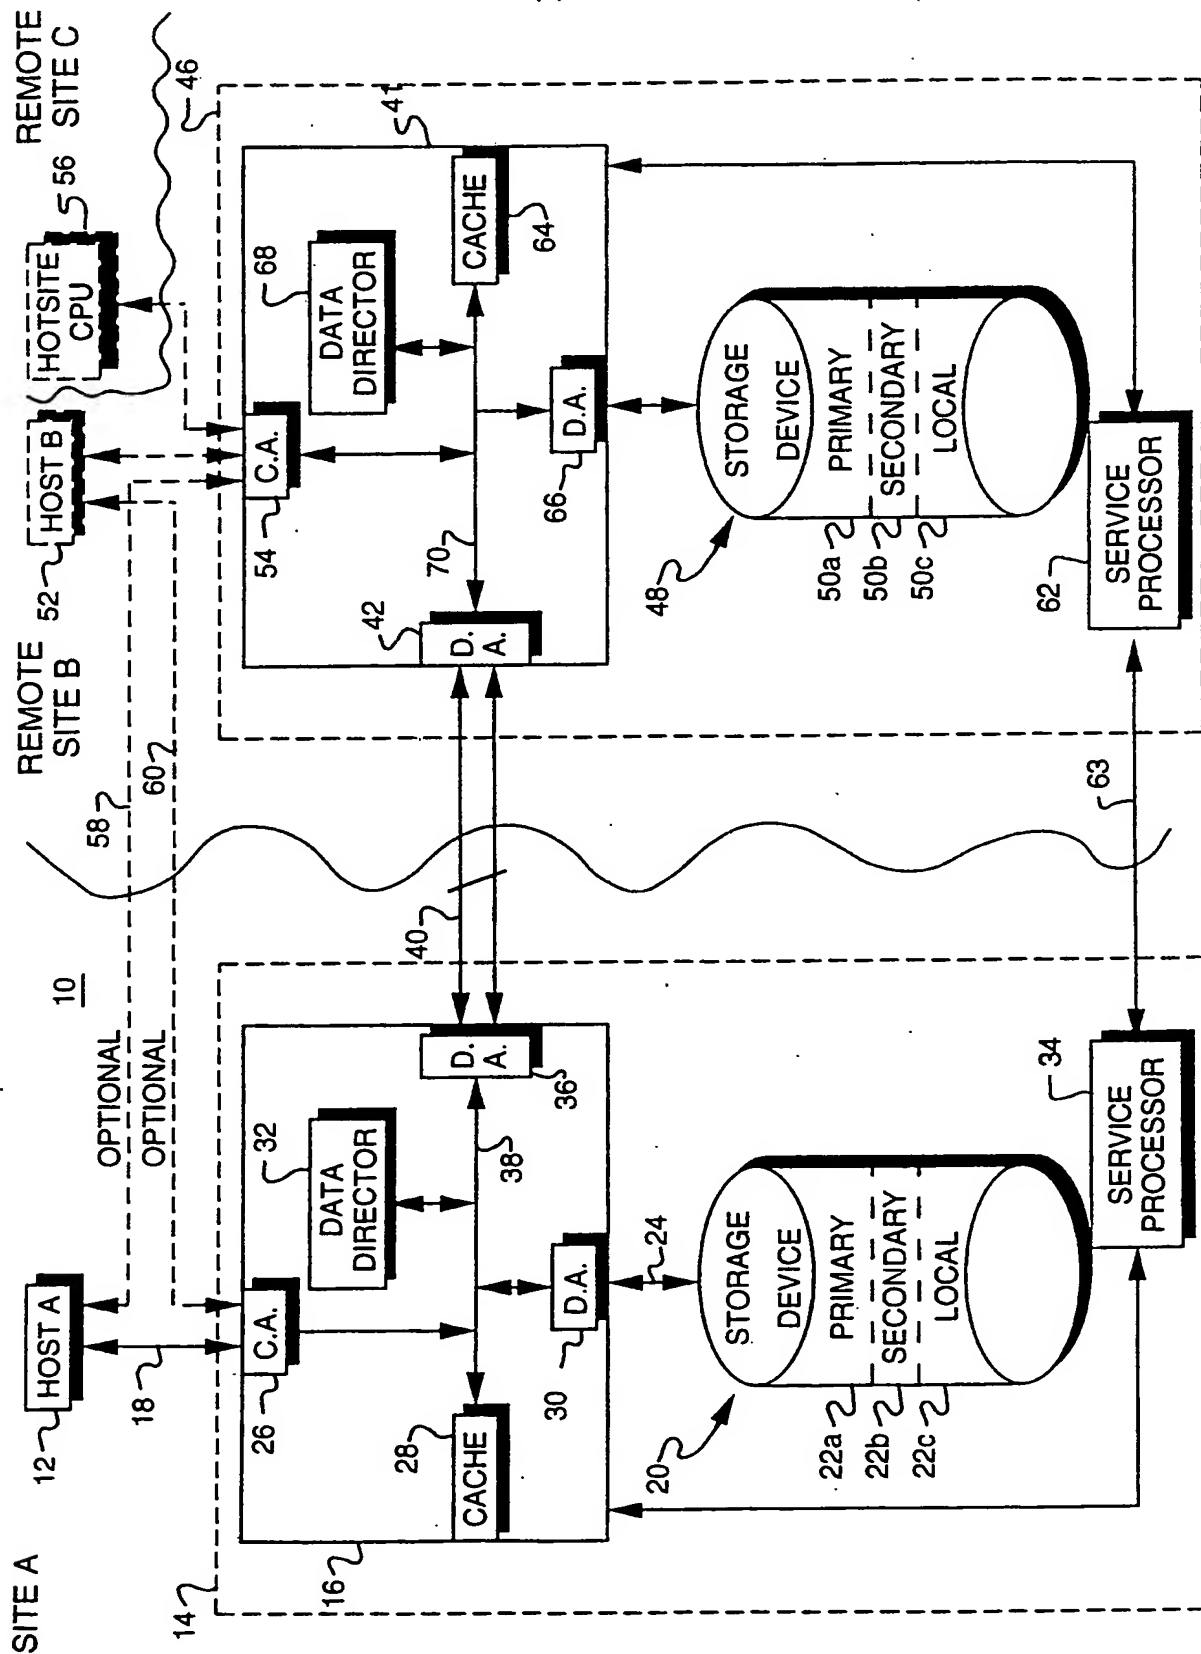 SITE A
10
REMOTE
SITE B
REMOTE
SITE C
12
HOST A
OPTIONAL
OPTIONAL
58
60
52
HOST B
HOTSITE
CPU
56
18
14
46
16
26
C.A.
32
DATA
DIRECTOR
28
CACHE
38
D.
A.
36
30
D.A.
24
40
20
STORAGE
DEVICE
PRIMARY
SECONDARY
LOCAL
22a
22b
22c
SERVICE
PROCESSOR
34
63
54
C.A.
68
DATA
DIRECTOR
70
42
D.
A.
CACHE
64
66
D.A.
48
STORAGE
DEVICE
PRIMARY
SECONDARY
LOCAL
50a
50b
50c
62
SERVICE
PROCESSOR